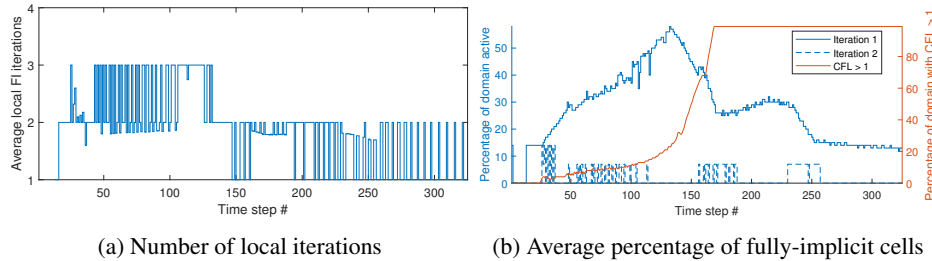 4
3
2
1
Average local FI iterations
50
100
150
200
250
300
Time step #
(a) Number of local iterations
50
40
30
20
10
0
Percentage of domain active
50
100
150
200
250
300
Time step #
80
60
40
20
0
Percentage of domain with CFL > 1
Iteration 1
Iteration 2
CFL > 1
(b) Average percentage of fully-implicit cells